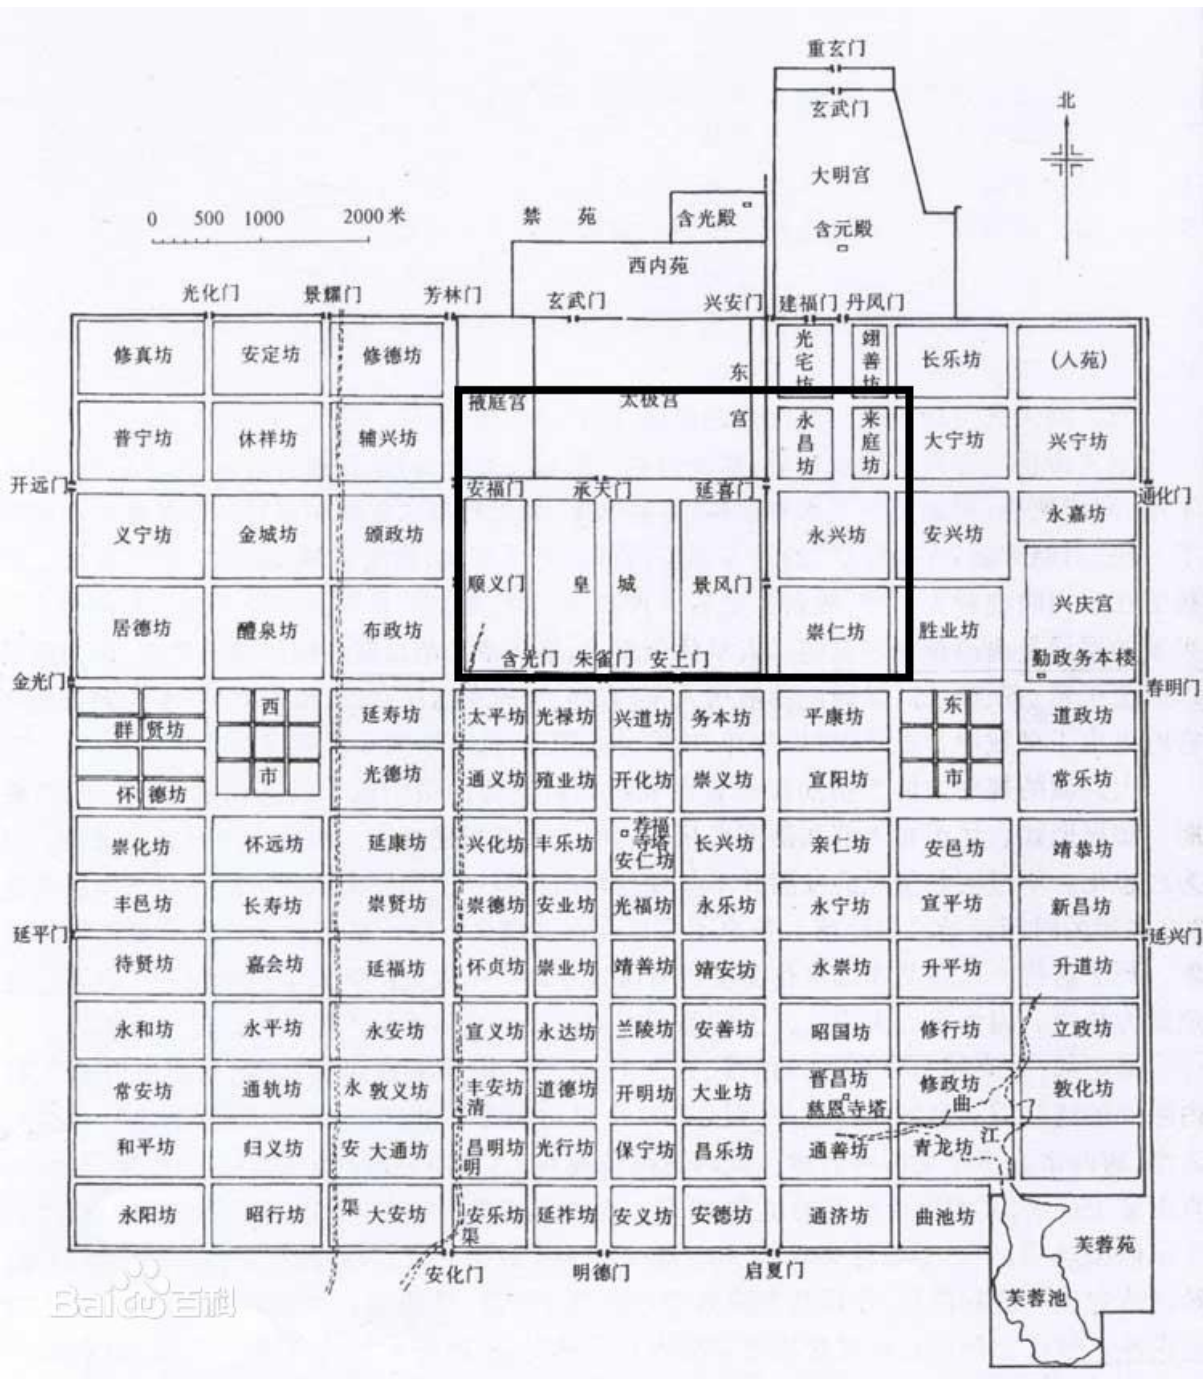 重玄门
玄武门
北
大明宫
0 500 1000 2000米
禁苑
含光殿
含元殿
西内苑
光化门 景耀门 芳林门 玄武门 兴安门 建福门 丹凤门
修真坊 安定坊 修德坊 东宫 光宅坊 翊善坊 长乐坊 (人苑)
掖庭宫 太极宫
普宁坊 休祥坊 辅兴坊 永昌坊 来庭坊 大宁坊 兴宁坊
开远门 安福门 承天门 延喜门 通化门
义宁坊 金城坊 颁政坊 永兴坊 安兴坊 永嘉坊
顺义门 皇城 景风门 兴庆宫
居德坊 醴泉坊 布政坊 崇仁坊 胜业坊
含光门 朱雀门 安上门 勤政务本楼
金光门 春明门
群贤坊 西市 延寿坊 太平坊 光禄坊 兴道坊 务本坊 平康坊 东市 道政坊
怀德坊 光德坊 通义坊 殖业坊 开化坊 崇义坊 宣阳坊 常乐坊
荐福寺塔
崇化坊 怀远坊 延康坊 兴化坊 丰乐坊 安仁坊 长兴坊 亲仁坊 安邑坊 靖恭坊
丰邑坊 长寿坊 崇贤坊 崇德坊 安业坊 光福坊 永乐坊 永宁坊 宣平坊 新昌坊
延平门 延兴门
待贤坊 嘉会坊 延福坊 怀贞坊 崇业坊 靖善坊 靖安坊 永崇坊 升平坊 升道坊
永和坊 永平坊 永安坊 宣义坊 永达坊 兰陵坊 安善坊 昭国坊 修行坊 立政坊
常安坊 通轨坊 敦义坊 丰安坊 道德坊 开明坊 大业坊 晋昌坊 修政坊 敦化坊
慈恩寺塔
曲江
和平坊 归义坊 大通坊 昌明坊 光行坊 保宁坊 昌乐坊 通善坊 青龙坊
永安渠
清明渠
永阳坊 昭行坊 大安坊 安乐坊 延祚坊 安义坊 安德坊 通济坊 曲池坊
芙蓉苑
安化门 明德门 启夏门
芙蓉池
Bai du 百科